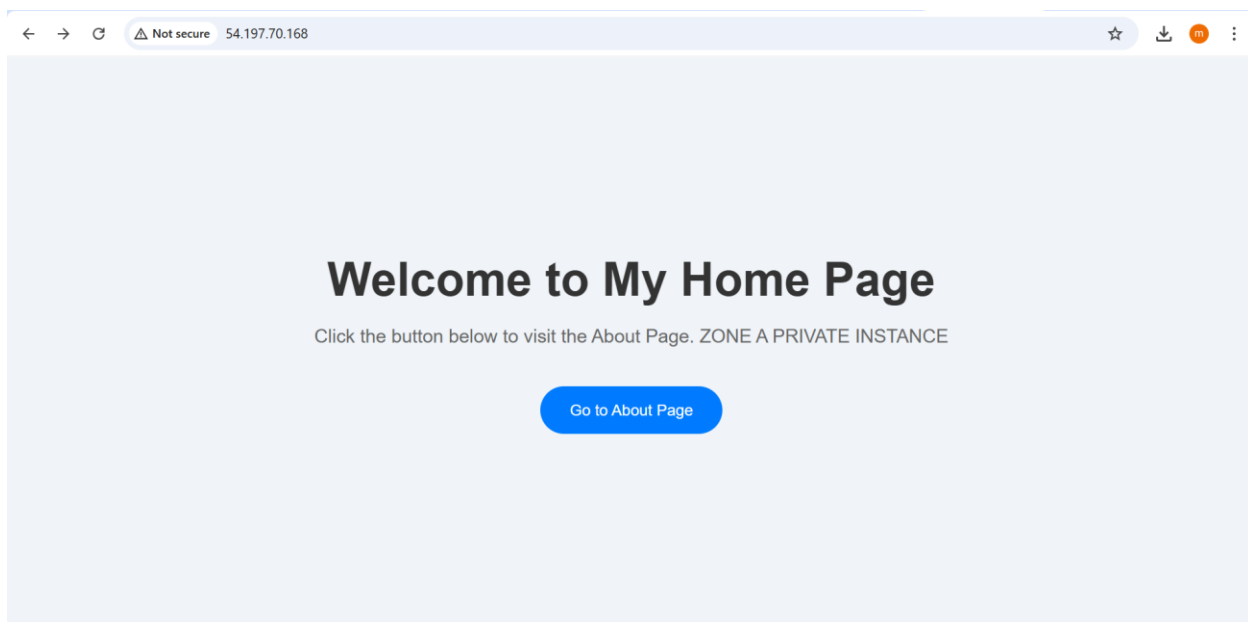 Not secure 54.197.70.168
m
Welcome to My Home Page
Click the button below to visit the About Page. ZONE A PRIVATE INSTANCE
Go to About Page